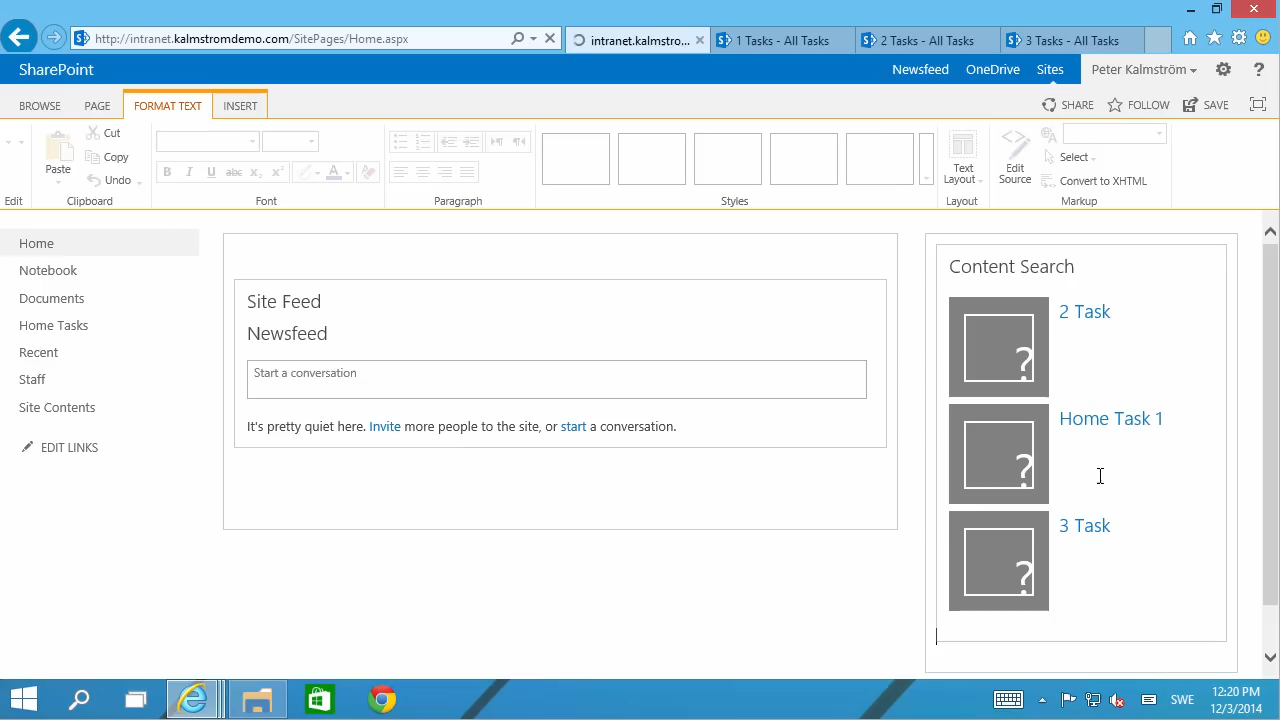 http://intranet.kalmstromdemo.com/SitePages/Home.aspx
intranet.kalmstro...
1 Tasks - All Tasks
2 Tasks - All Tasks
3 Tasks - All Tasks
SharePoint
Newsfeed
OneDrive
Sites
Peter Kalmström
?
BROWSE
PAGE
FORMAT TEXT
INSERT
SHARE
FOLLOW
SAVE
Paste
Cut
Copy
Undo
B I U abc x₂ x²
A
Text Layout
Edit Source
Select
Convert to XHTML
Edit
Clipboard
Font
Paragraph
Styles
Layout
Markup
Home
Notebook
Documents
Home Tasks
Recent
Staff
Site Contents
EDIT LINKS
Site Feed
Newsfeed
Start a conversation
It's pretty quiet here. Invite more people to the site, or start a conversation.
Content Search
?
2 Task
?
Home Task 1
?
3 Task
SWE
12:20 PM
12/3/2014